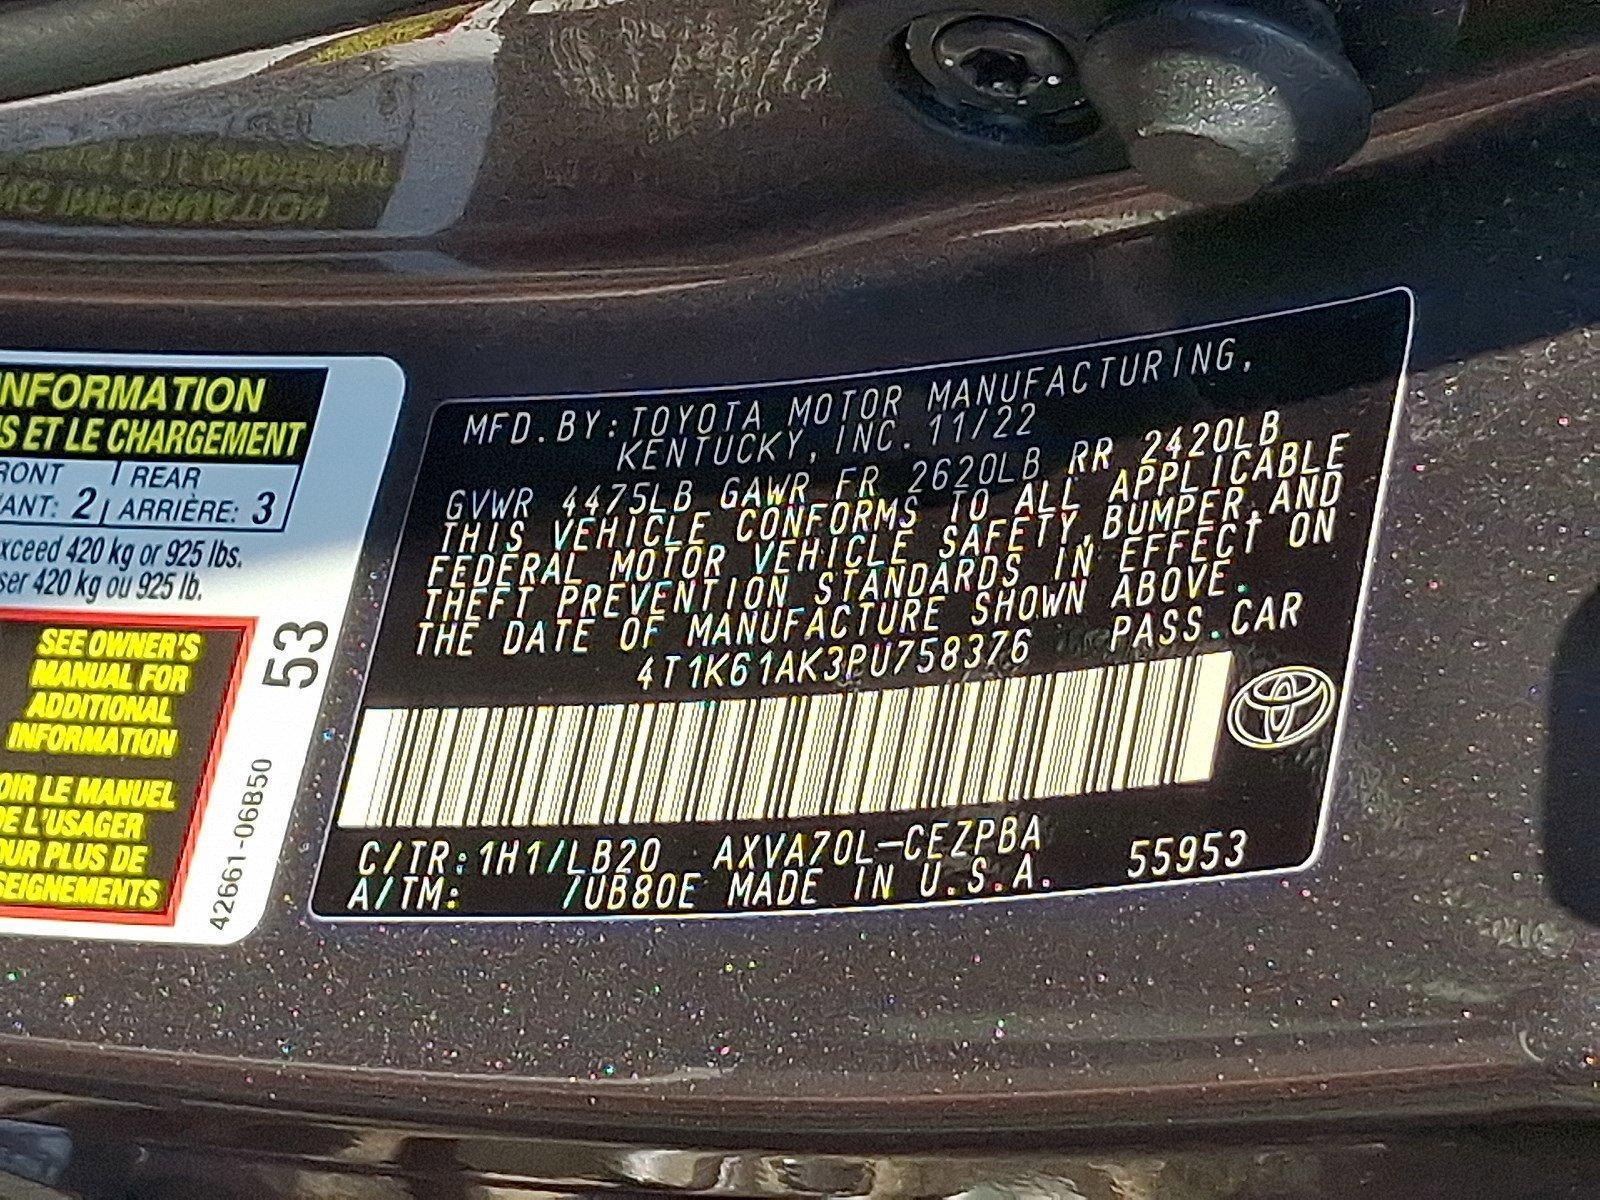 INFORMATION
S ET LE CHARGEMENT
RONT REAR
ANT: 2 ARRIÈRE: 3
xceed 420 kg or 925 lbs.
ser 420 kg ou 925 lb.
SEE OWNER'S
MANUAL FOR
ADDITIONAL
INFORMATION
OIR LE MANUEL
DE L'USAGER
OUR PLUS DE
SEIGNEMENTS
53
42661-06B50
MFD.BY:TOYOTA MOTOR MANUFACTURING,
KENTUCKY, INC. 11/22
GVWR 4475LB GAWR FR 2620LB RR 2420LB
THIS VEHICLE CONFORMS TO ALL APPLICABLE
FEDERAL MOTOR VEHICLE SAFETY,BUMPER,AND
THEFT PREVENTION STANDARDS IN EFFECT ON
THE DATE OF MANUFACTURE SHOWN ABOVE.
4T1K61AK3PU758376 PASS.CAR
C/TR:1H1/LB20 AXVA70L-CEZPBA
A/TM: /UB80E MADE IN U.S.A. 55953